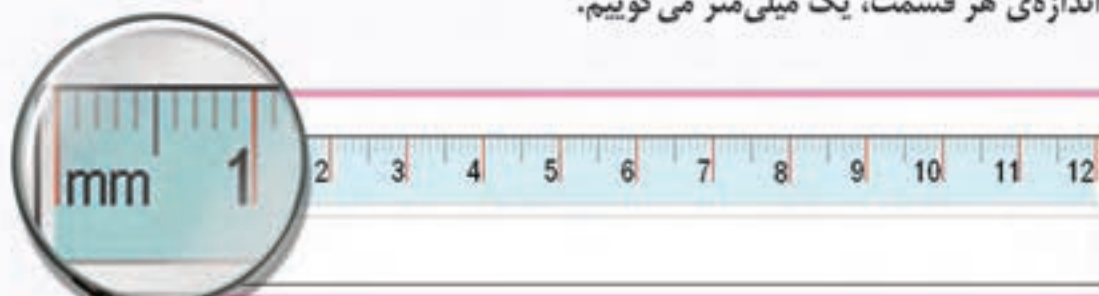 اندازه‌ی هر قسمت، یک میلی‌متر می‌گوییم.
mm 1 2 3 4 5 6 7 8 9 10 11 12